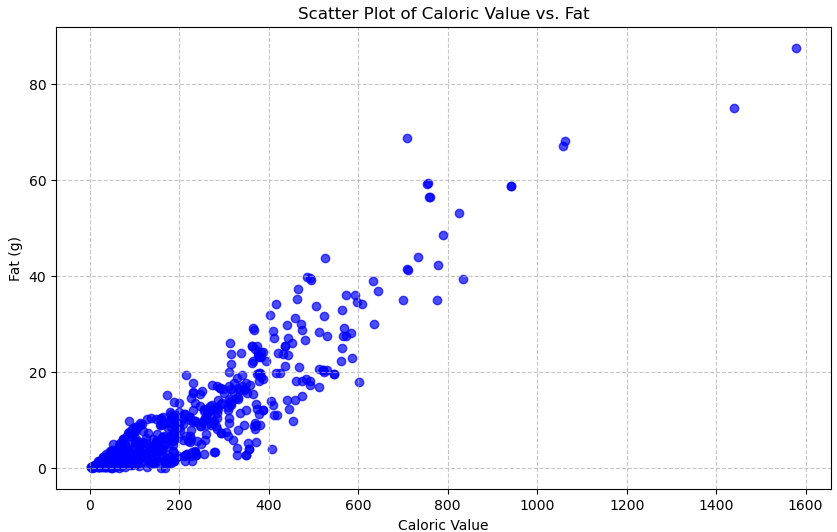 Scatter Plot of Caloric Value vs. Fat
Fat (g)
80
60
40
20
0
0 200 400 600 800 1000 1200 1400 1600
Caloric Value